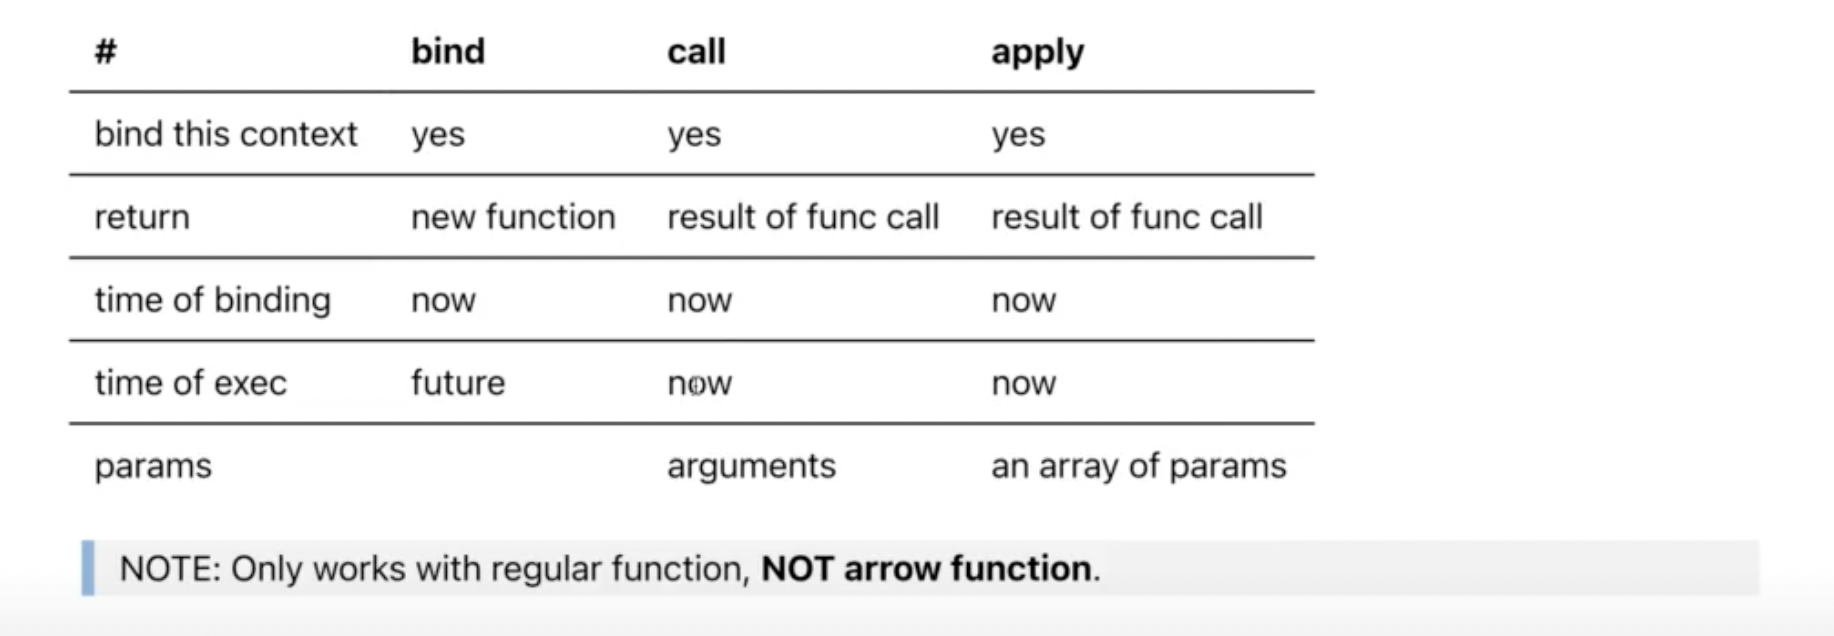 # bind call apply
bind this context yes yes yes
return new function result of func call result of func call
time of binding now now now
time of exec future now now
params arguments an array of params
NOTE: Only works with regular function, NOT arrow function.